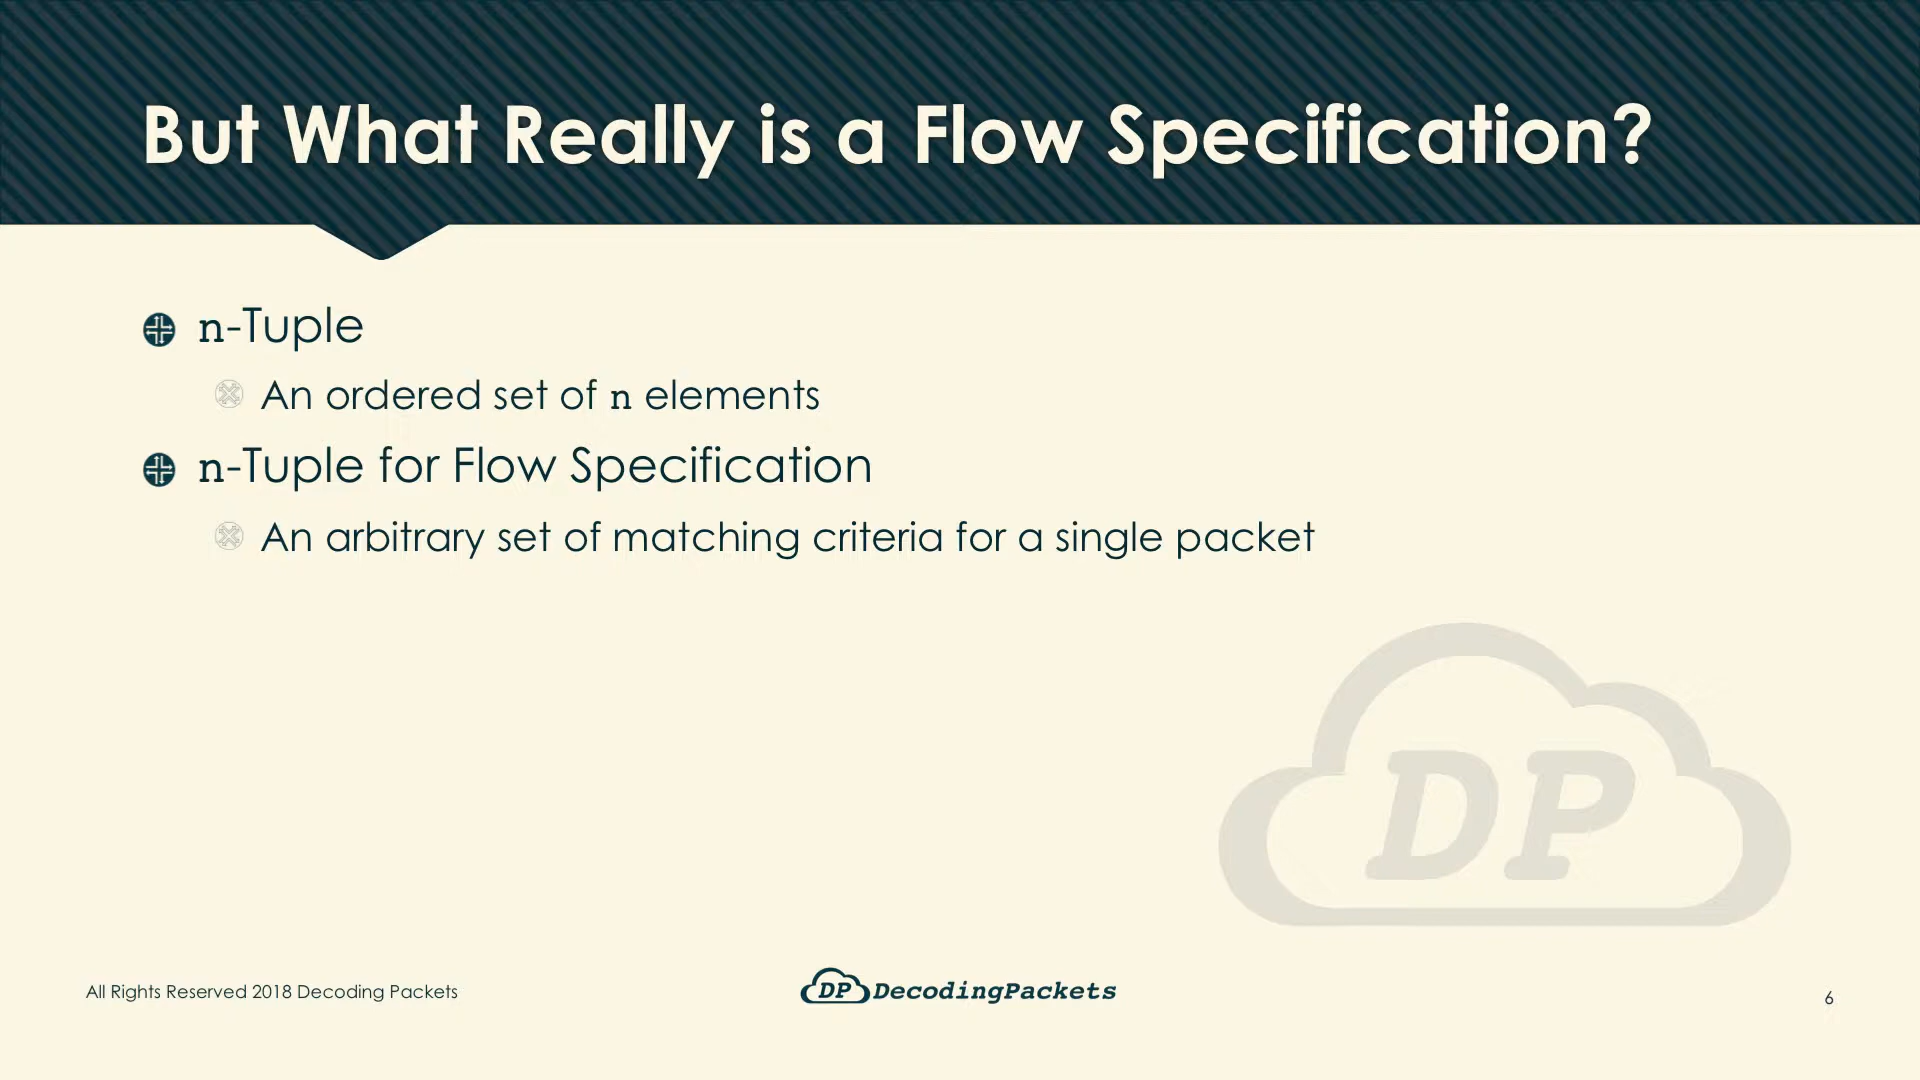 But What Really is a Flow Specification?
n-Tuple
An ordered set of n elements
n-Tuple for Flow Specification
An arbitrary set of matching criteria for a single packet
DP
All Rights Reserved 2018 Decoding Packets
DP DecodingPackets
6